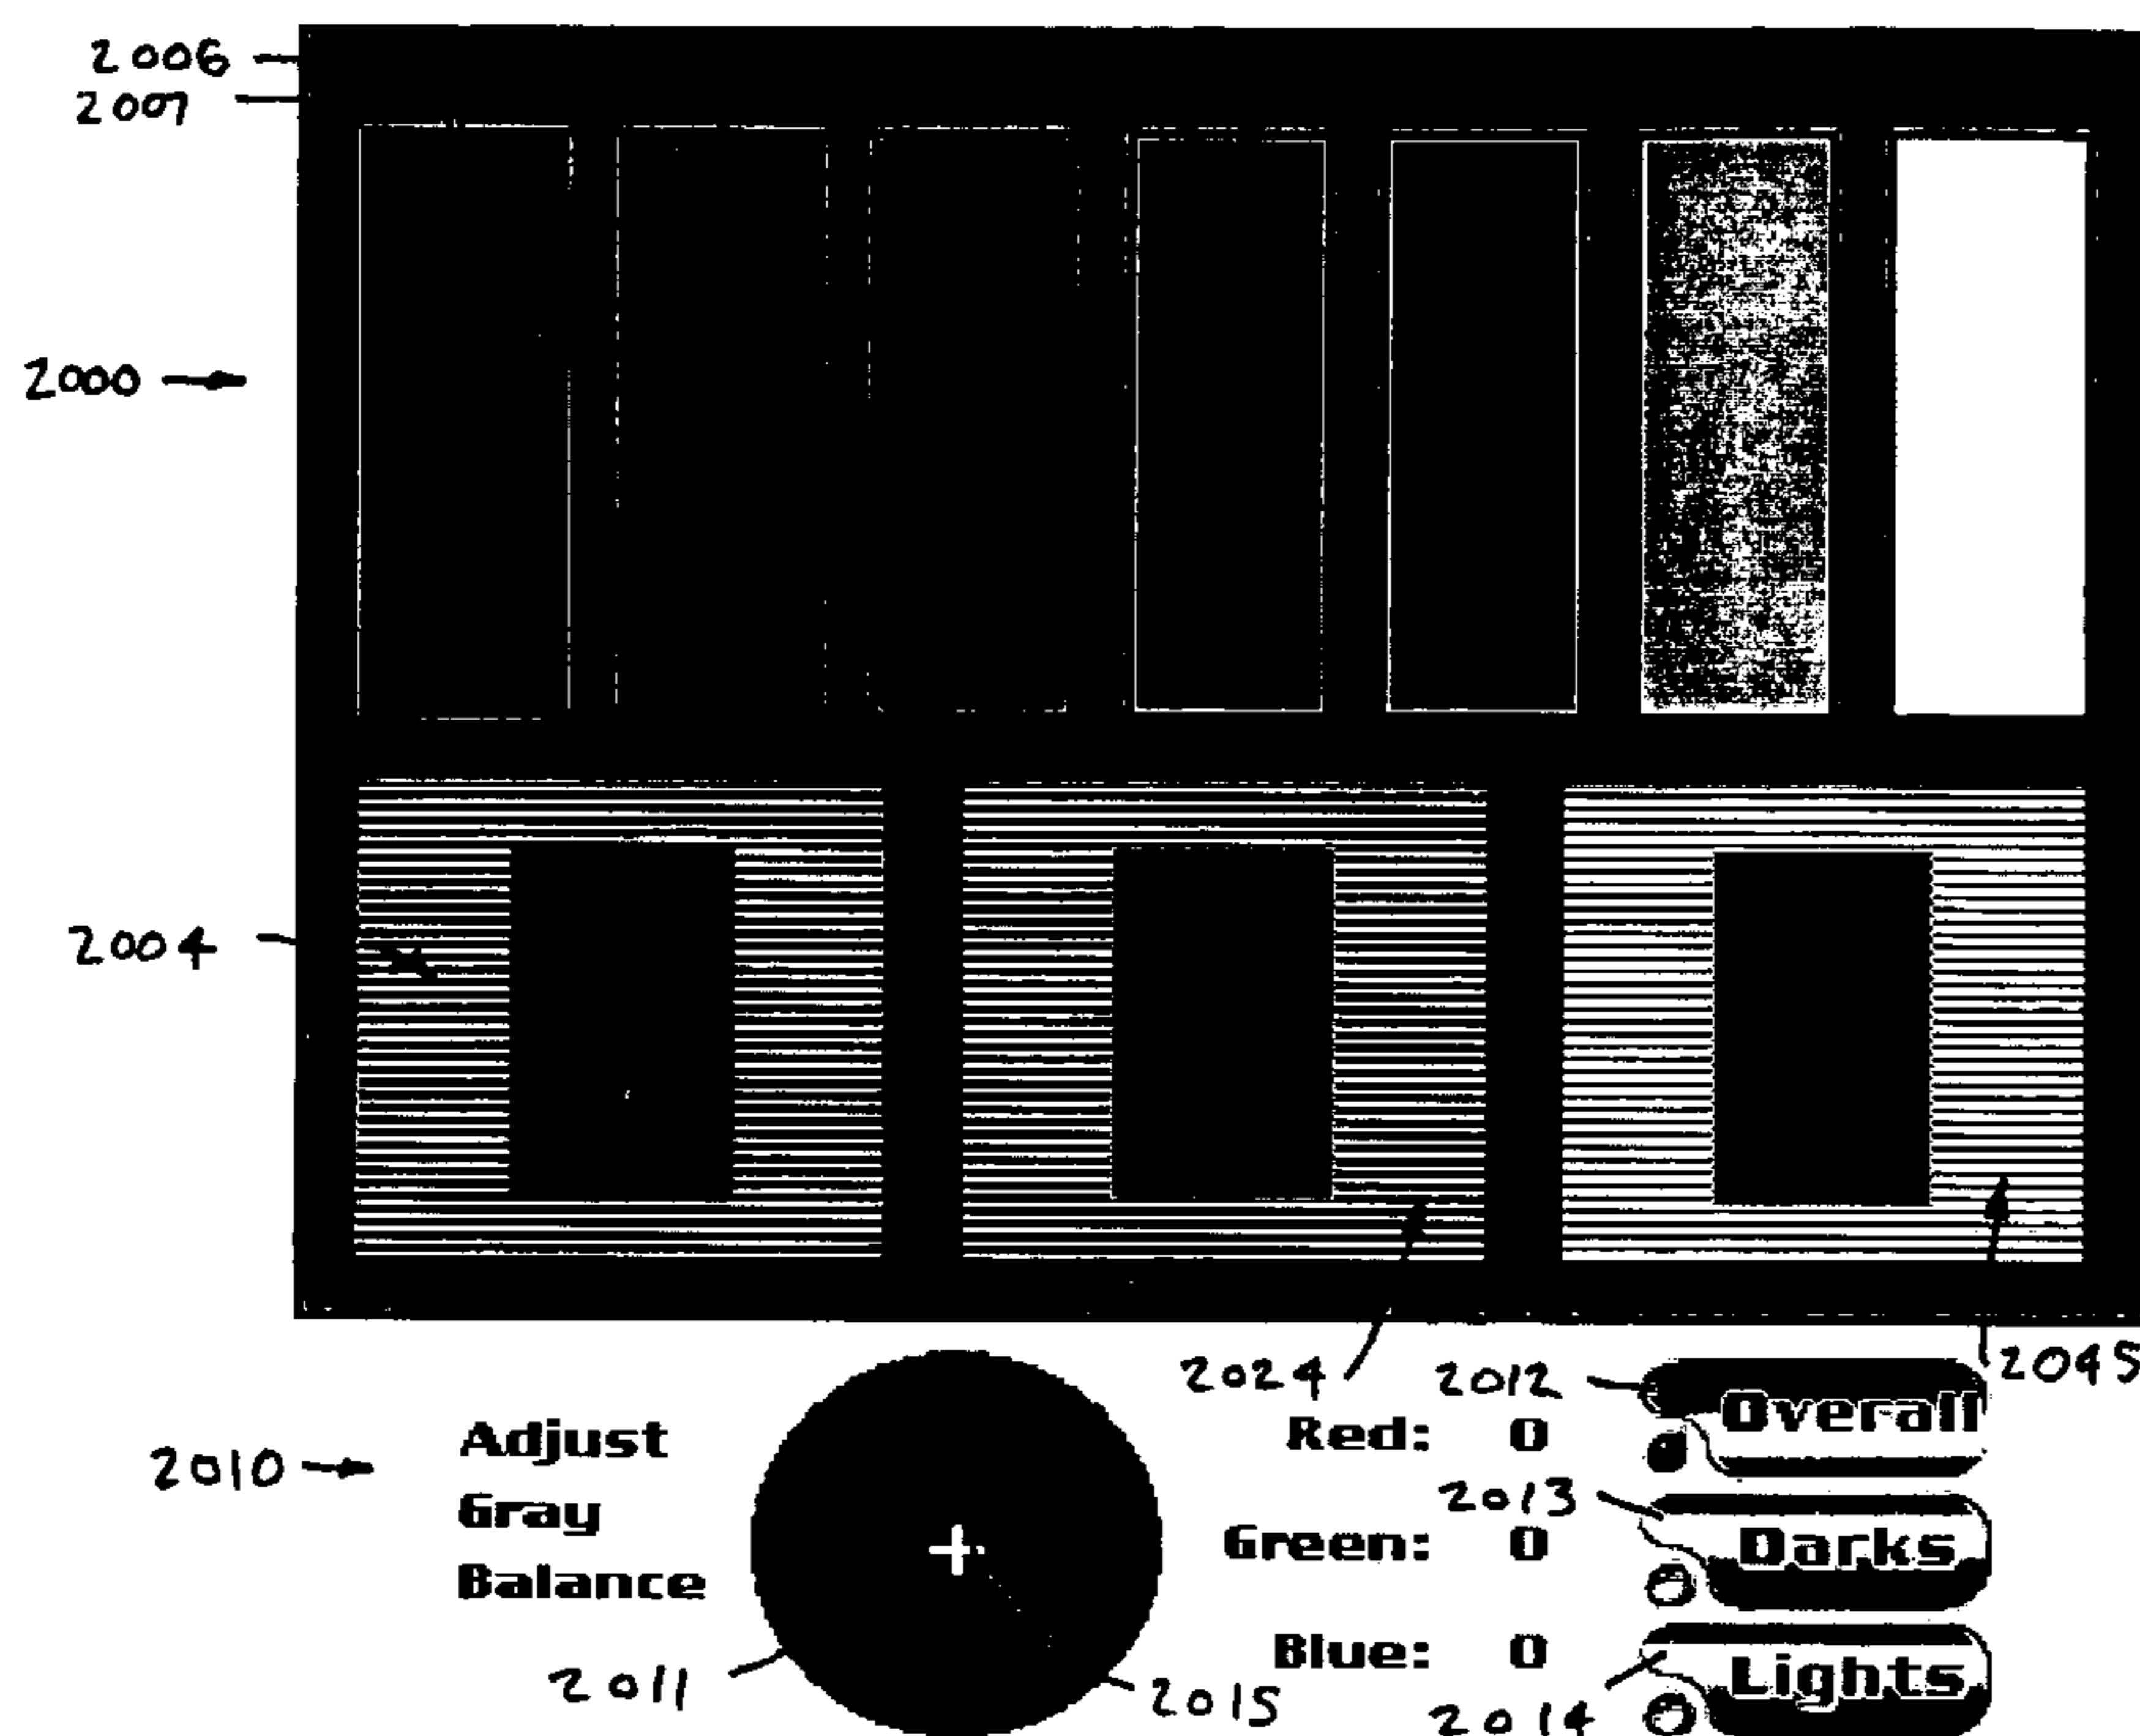 2006
2007
2000
2004
2024
2012
2045
Overall
2010
Adjust
Red: 0
2013
Gray
Green: 0
Darks
Balance
Blue: 0
Lights
2011
2015
2014